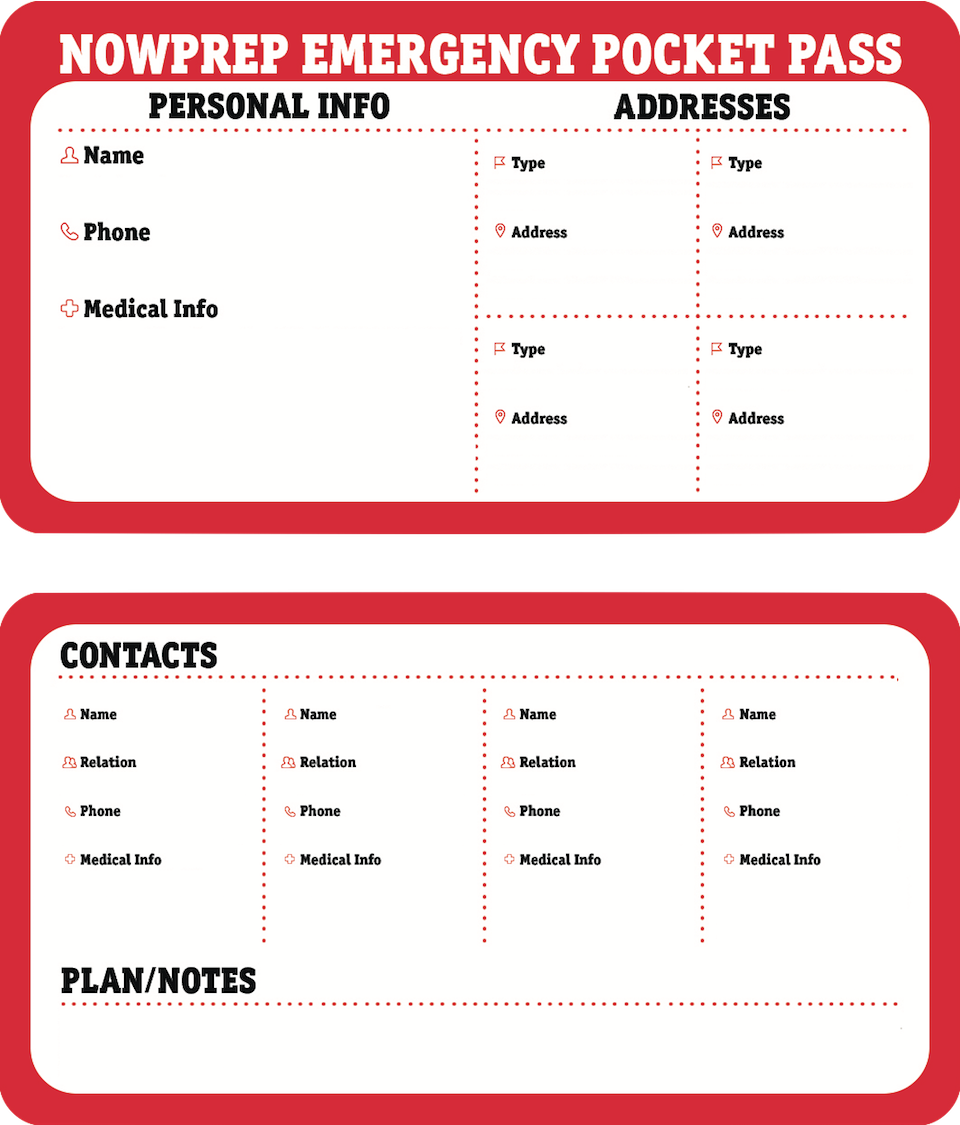 NOWPREP EMERGENCY POCKET PASS
PERSONAL INFO
Name
Phone
Medical Info
ADDRESSES
Type
Address
Type
Address
Type
Address
Type
Address
CONTACTS
Name
Relation
Phone
Medical Info
Name
Relation
Phone
Medical Info
Name
Relation
Phone
Medical Info
Name
Relation
Phone
Medical Info
PLAN/NOTES